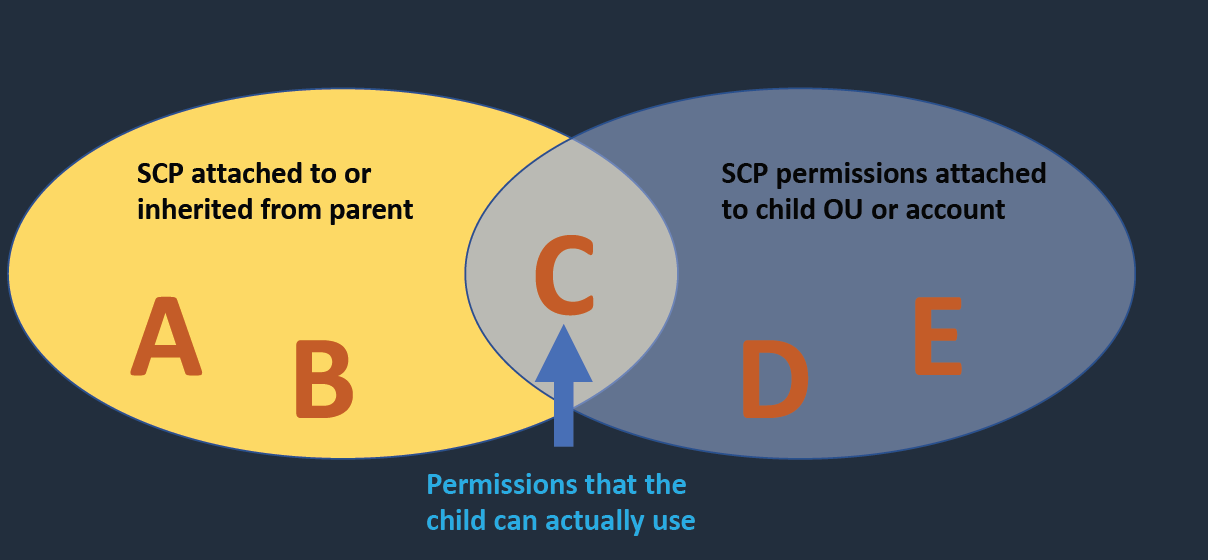 SCP attached to or
inherited from parent
SCP permissions attached
to child OU or account
C
A
B
D
E
Permissions that the
child can actually use